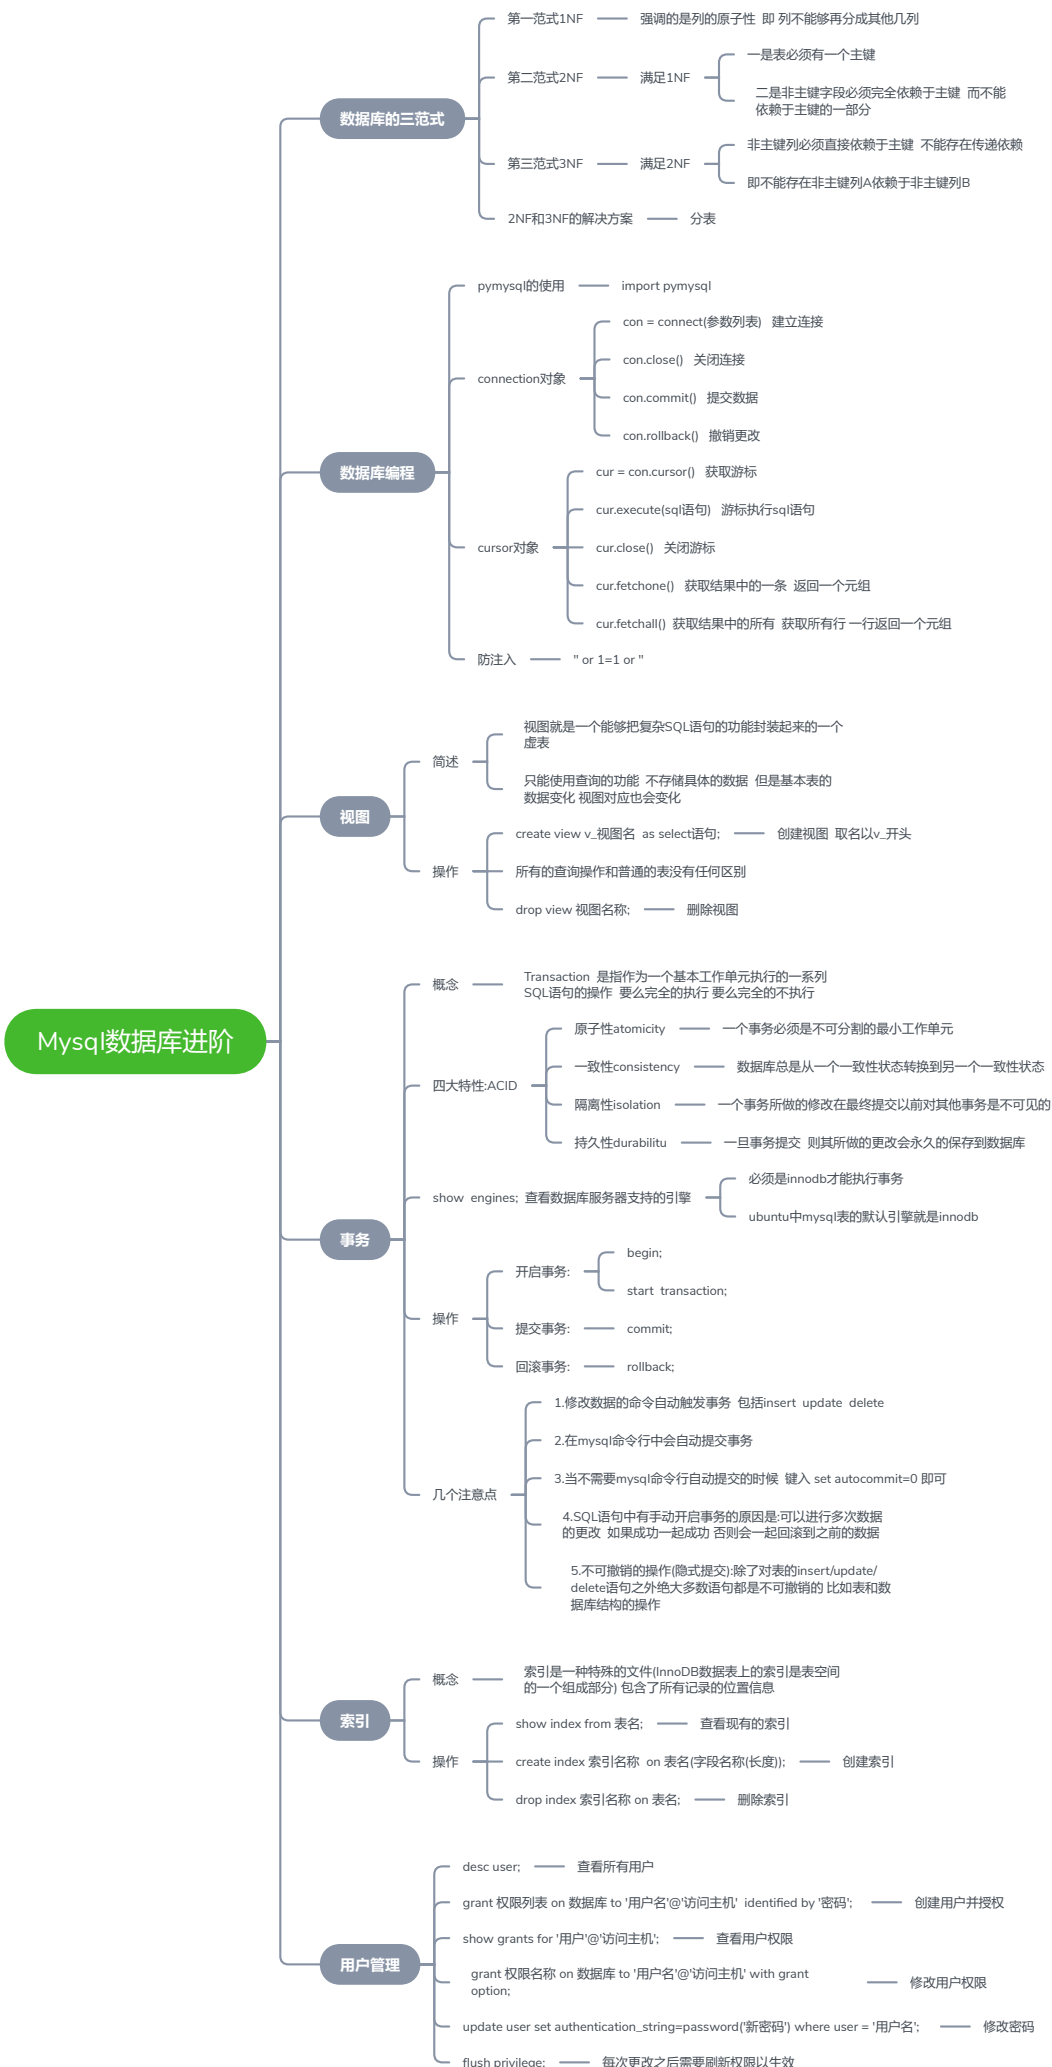 Mysql数据库进阶
数据库的三范式
第一范式1NF
强调的是列的原子性 即 列不能够再分成其他几列
第二范式2NF
满足1NF
一是表必须有一个主键
二是非主键字段必须完全依赖于主键 而不能
依赖于主键的一部分
第三范式3NF
满足2NF
非主键列必须直接依赖于主键 不能存在传递依赖
即不能存在非主键列A依赖于非主键列B
2NF和3NF的解决方案
分表
数据库编程
pymysql的使用
import pymysql
connection对象
con = connect(参数列表) 建立连接
con.close() 关闭连接
con.commit() 提交数据
con.rollback() 撤销更改
cursor对象
cur = con.cursor() 获取游标
cur.execute(sql语句) 游标执行sql语句
cur.close() 关闭游标
cur.fetchone() 获取结果中的一条 返回一个元组
cur.fetchall() 获取结果中的所有 获取所有行 一行返回一个元组
防注入
" or 1=1 or "
视图
简述
视图就是一个能够把复杂SQL语句的功能封装起来的一个
虚表
只能使用查询的功能 不存储具体的数据 但是基本表的
数据变化 视图对应也会变化
操作
create view v_视图名 as select语句;
创建视图 取名以v_开头
所有的查询操作和普通的表没有任何区别
drop view 视图名称;
删除视图
事务
概念
Transaction 是指作为一个基本工作单元执行的一系列
SQL语句的操作 要么完全的执行 要么完全的不执行
四大特性:ACID
原子性atomicity
一个事务必须是不可分割的最小工作单元
一致性consistency
数据库总是从一个一致性状态转换到另一个一致性状态
隔离性isolation
一个事务所做的修改在最终提交以前对其他事务是不可见的
持久性durabilitu
一旦事务提交 则其所做的更改会永久的保存到数据库
show engines; 查看数据库服务器支持的引擎
必须是innodb才能执行事务
ubuntu中mysql表的默认引擎就是innodb
操作
开启事务:
begin;
start transaction;
提交事务:
commit;
回滚事务:
rollback;
几个注意点
1.修改数据的命令自动触发事务 包括insert update delete
2.在mysql命令行中会自动提交事务
3.当不需要mysql命令行自动提交的时候 键入 set autocommit=0 即可
4.SQL语句中有手动开启事务的原因是:可以进行多次数据
的更改 如果成功一起成功 否则会一起回滚到之前的数据
5.不可撤销的操作(隐式提交):除了对表的insert/update/
delete语句之外绝大多数语句都是不可撤销的 比如表和数
据库结构的操作
索引
概念
索引是一种特殊的文件(InnoDB数据表上的索引是表空间
的一个组成部分) 包含了所有记录的位置信息
操作
show index from 表名;
查看现有的索引
create index 索引名称 on 表名(字段名称(长度));
创建索引
drop index 索引名称 on 表名;
删除索引
用户管理
desc user;
查看所有用户
grant 权限列表 on 数据库 to '用户名'@'访问主机' identified by '密码';
创建用户并授权
show grants for '用户'@'访问主机';
查看用户权限
grant 权限名称 on 数据库 to '用户名'@'访问主机' with grant
option;
修改用户权限
update user set authentication_string=password('新密码') where user = '用户名';
修改密码
flush privilege;
每次更改之后需要刷新权限以生效